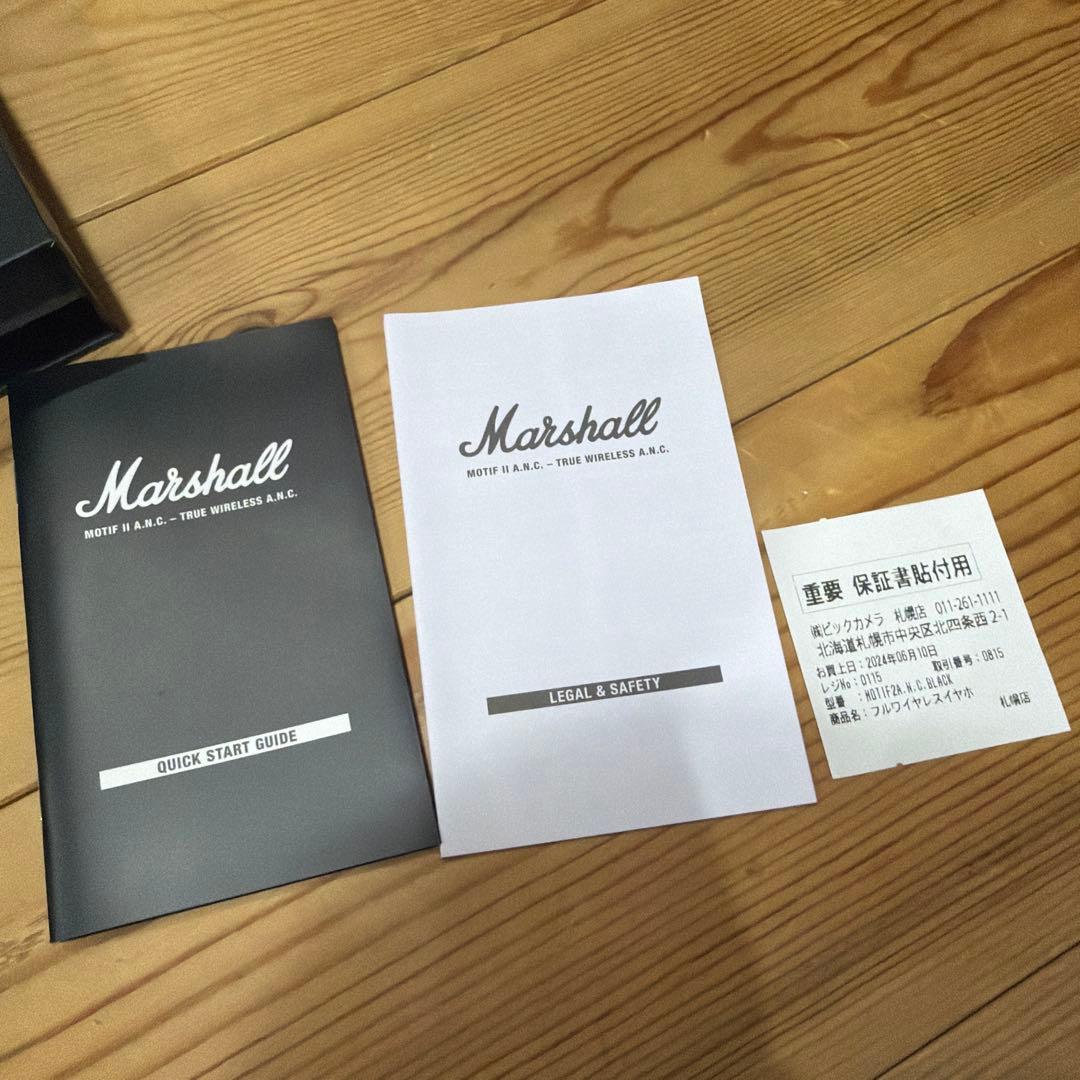 Marshall
MOTIF II A.N.C. – TRUE WIRELESS A.N.C.
QUICK START GUIDE
Marshall
MOTIF II A.N.C. – TRUE WIRELESS A.N.C.
LEGAL & SAFETY
重要 保証書貼付用
㈱ビックカメラ 札幌店 011-261-1111
北海道札幌市中央区北四条西2-1
お買上日:2024年06月10日 取引番号:0815
レジNo:0115
型番 :MOTIF2A.N.C.BLACK
商品名:フルワイヤレスイヤホ 札幌店